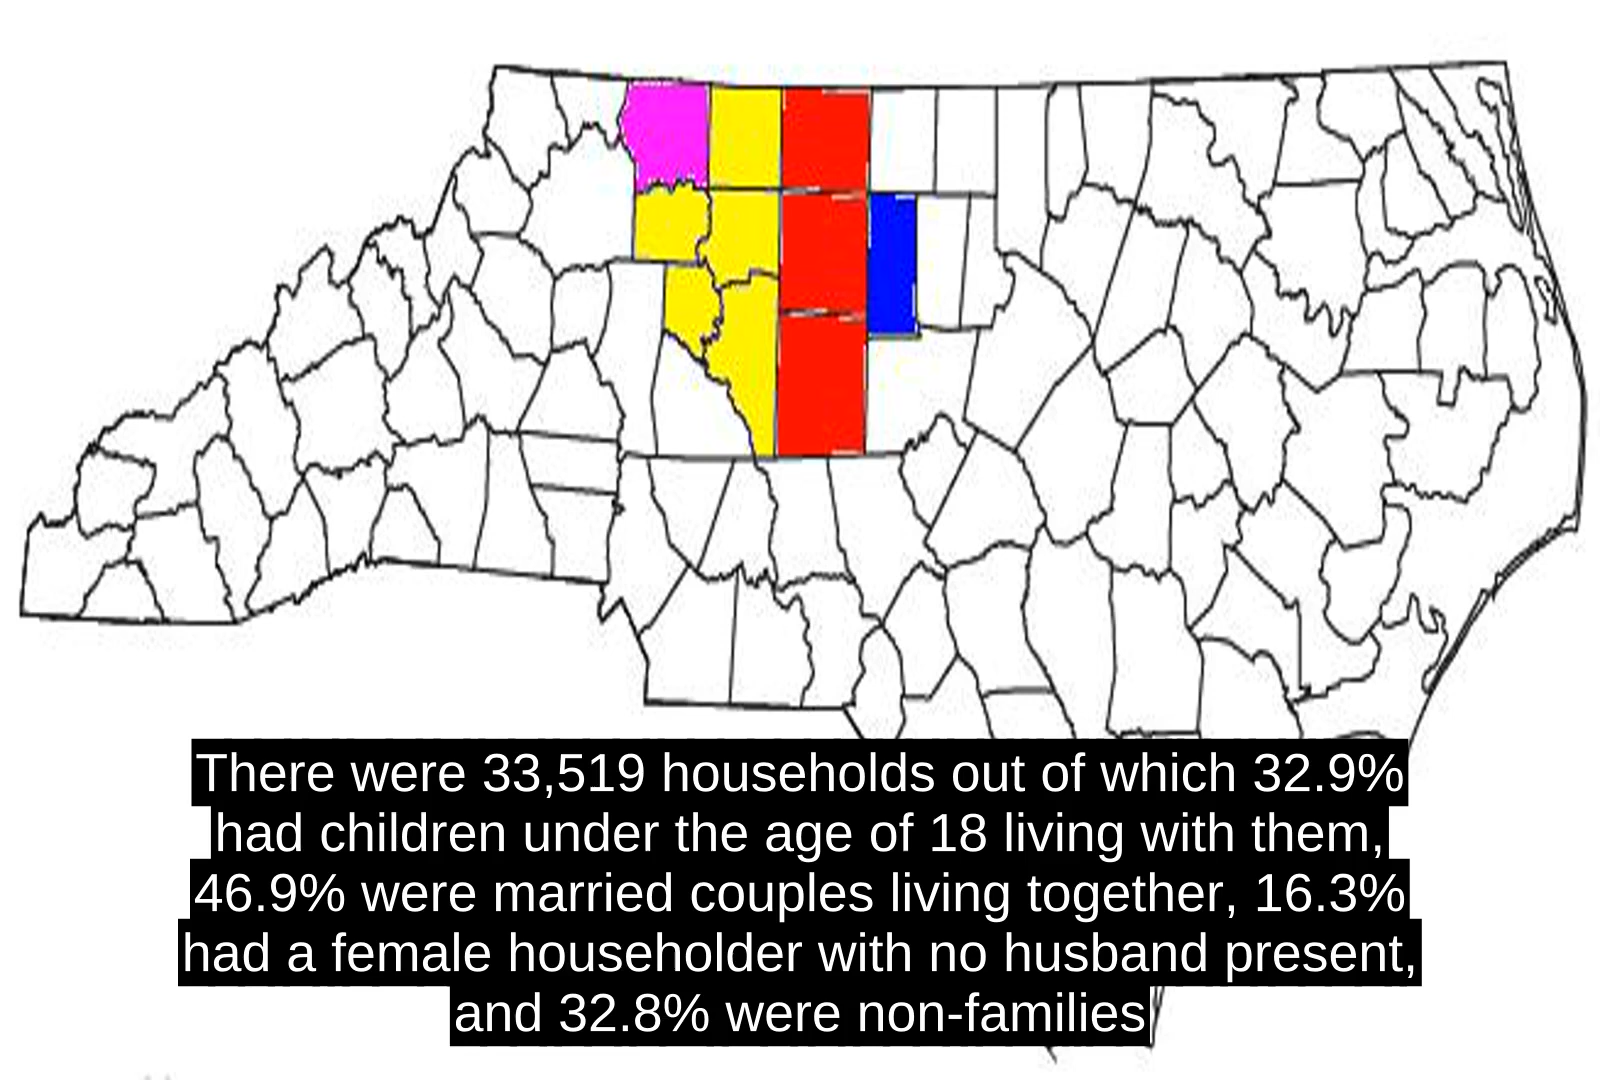 There were 33,519 households out of which 32.9%
had children under the age of 18 living with them,
46.9% were married couples living together, 16.3%
had a female householder with no husband present,
and 32.8% were non-families